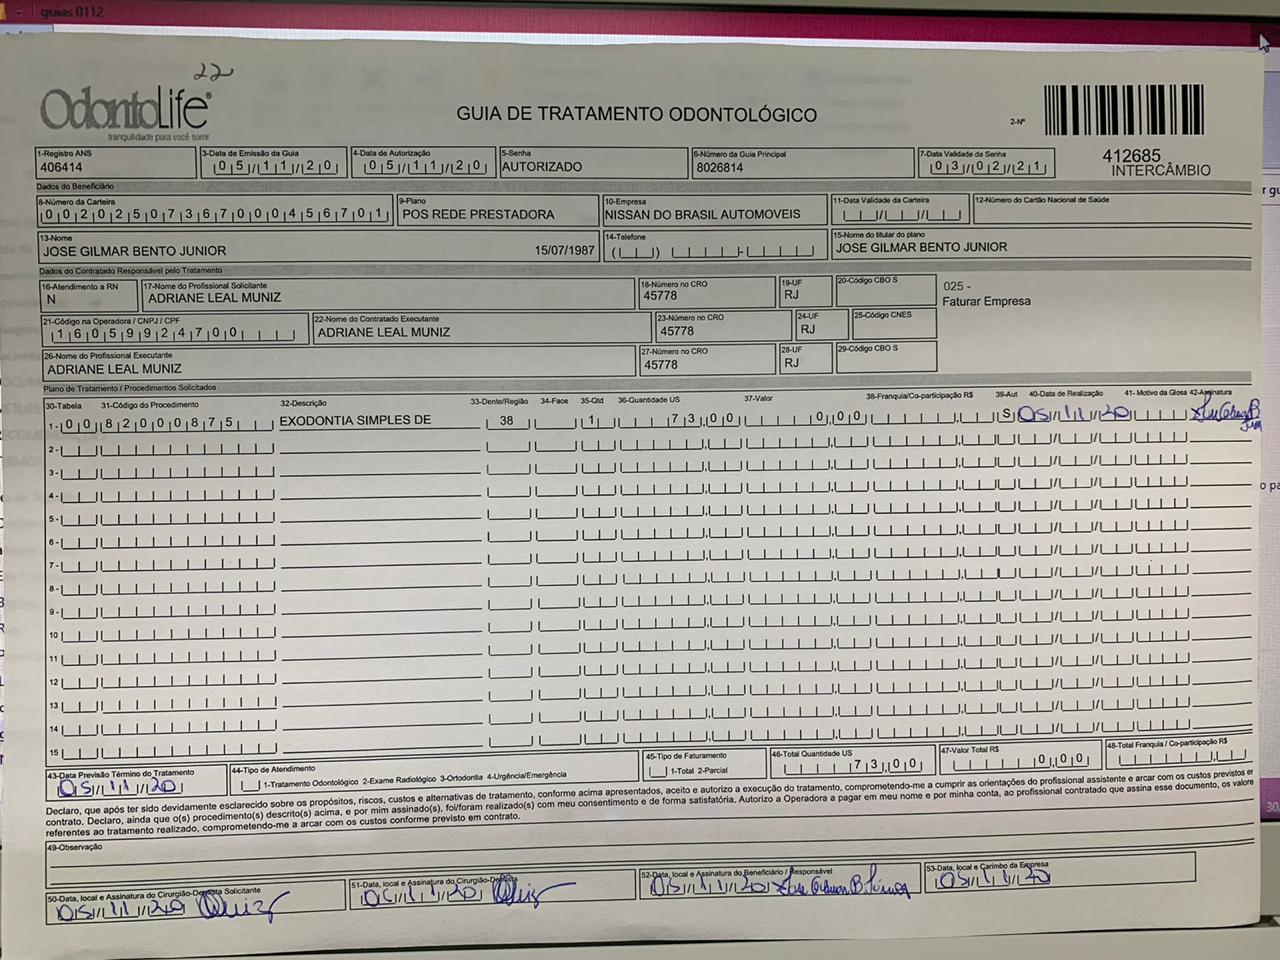 guias 0112
22
OdontoLife®
tranquilidade para você sorrir
GUIA DE TRATAMENTO ODONTOLÓGICO
2-Nº
412685
INTERCÂMBIO
1-Registro ANS
406414
3-Data de Emissão da Guia
05/11/20
4-Data de Autorização
05/11/20
5-Senha
AUTORIZADO
6-Número da Guia Principal
8026814
7-Data Validade da Senha
03/02/21
Dados do Beneficiário
8-Número da Carteira
00202507367000456701
9-Plano
POS REDE PRESTADORA
10-Empresa
NISSAN DO BRASIL AUTOMOVEIS
11-Data Validade da Carteira
12-Número do Cartão Nacional de Saúde
13-Nome
JOSE GILMAR BENTO JUNIOR 15/07/1987
14-Telefone
15-Nome do titular do plano
JOSE GILMAR BENTO JUNIOR
Dados do Contratado Responsável pelo Tratamento
16-Atendimento a RN
N
17-Nome do Profissional Solicitante
ADRIANE LEAL MUNIZ
18-Número no CRO
45778
19-UF
RJ
20-Código CBO S
025 -
Faturar Empresa
21-Código na Operadora / CNPJ / CPF
16059924700
22-Nome do Contratado Executante
ADRIANE LEAL MUNIZ
23-Número no CRO
45778
24-UF
RJ
25-Código CNES
26-Nome do Profissional Executante
ADRIANE LEAL MUNIZ
27-Número no CRO
45778
28-UF
RJ
29-Código CBO S
Plano de Tratamento / Procedimentos Solicitados
30-Tabela 31-Código do Procedimento 32-Descrição 33-Dente/Região 34-Face 35-Qtd 36-Quantidade US 37-Valor 38-Franquia/Co-participação R$ 39-Aut 40-Data de Realização 41- Motivo da Glosa 42-Assinatura
1- 00 82000875 EXODONTIA SIMPLES DE 38 1 73,00 0,00 S 05/11/20
2-
3-
4-
5-
6-
7-
8-
9-
10
11
12
13
14
15
43-Data Previsão Término do Tratamento
05/11/20
44-Tipo de Atendimento
1-Tratamento Odontológico 2-Exame Radiológico 3-Ortodontia 4-Urgência/Emergência
45-Tipo de Faturamento
1-Total 2-Parcial
46-Total Quantidade US
73,00
47-Valor Total R$
0,00
48-Total Franquia / Co-participação R$
Declaro, que após ter sido devidamente esclarecido sobre os propósitos, riscos, custos e alternativas de tratamento, conforme acima apresentados, aceito e autorizo a execução do tratamento, comprometendo-me a cumprir as orientações do profissional assistente e arcar com os custos previstos em
contrato. Declaro, ainda que o(s) procedimento(s) descrito(s) acima, e por mim assinado(s), foi/foram realizado(s) com meu consentimento e de forma satisfatória. Autorizo a Operadora a pagar em meu nome e por minha conta, ao profissional contratado que assina esse documento, os valores
referentes ao tratamento realizado, comprometendo-me a arcar com os custos conforme previsto em contrato.
49-Observação
50-Data, local e Assinatura do Cirurgião-Dentista Solicitante
05/11/20
51-Data, local e Assinatura do Cirurgião-Dentista
05/11/20
52-Data, local e Assinatura do Beneficiário / Responsável
05/11/20
53-Data, local e Carimbo da Empresa
05/11/20